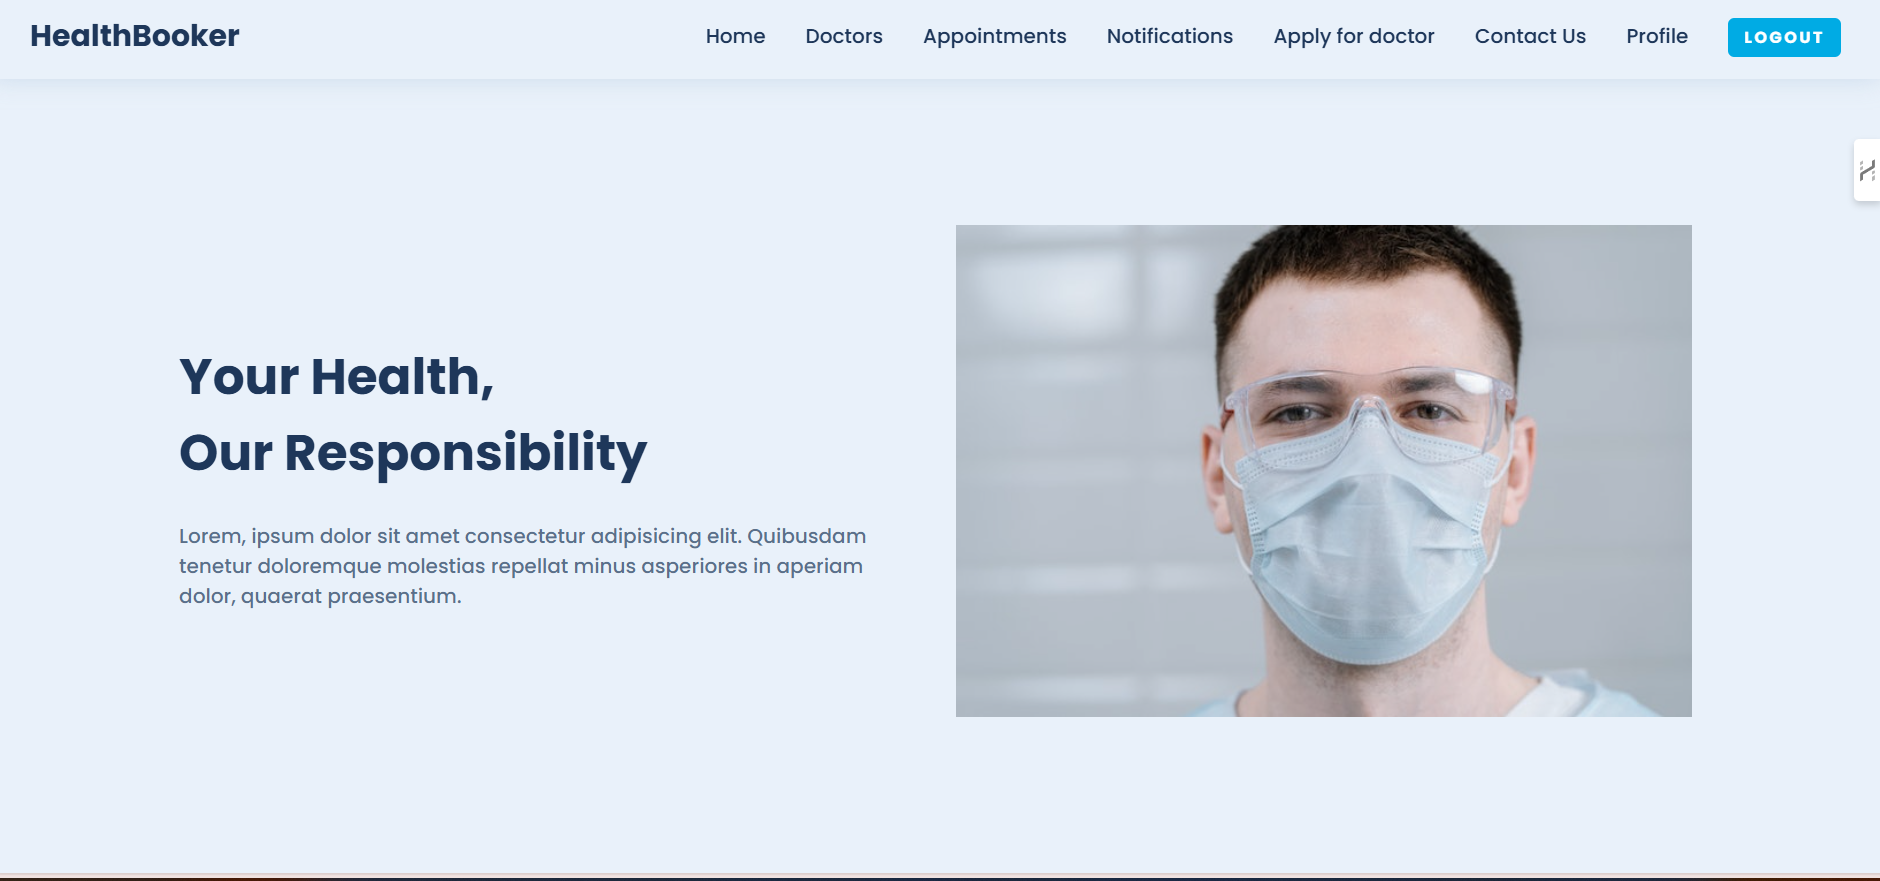 HealthBooker
Home Doctors Appointments Notifications Apply for doctor Contact Us Profile LOGOUT
Your Health,
Our Responsibility
Lorem, ipsum dolor sit amet consectetur adipisicing elit. Quibusdam
tenetur doloremque molestias repellat minus asperiores in aperiam
dolor, quaerat praesentium.